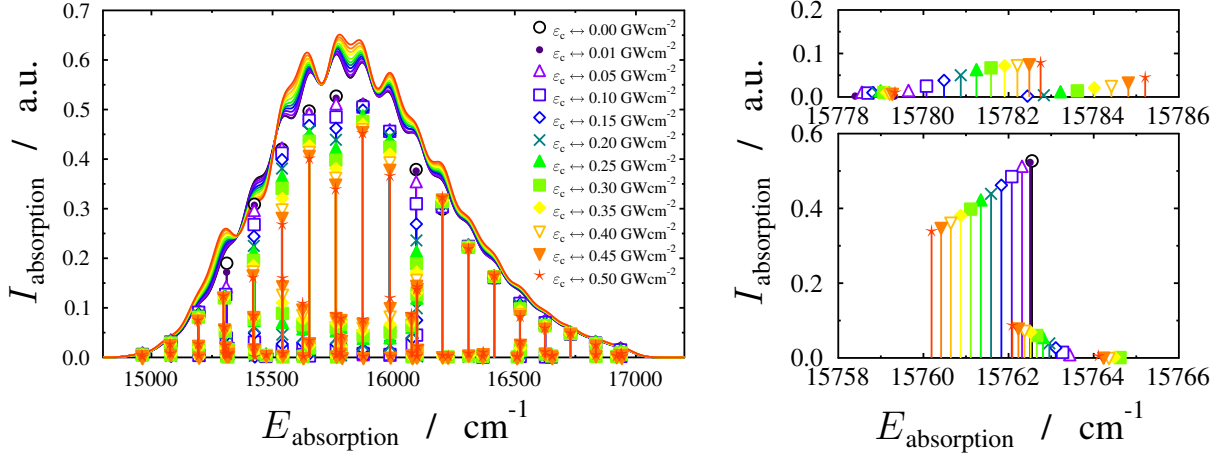 0.7
0.6
0.5
0.4
0.3
0.2
0.1
0.0
I_absorption / a.u.
15000 15500 16000 16500 17000
E_absorption / cm⁻¹
ε_c ↔ 0.00 GWcm⁻²
ε_c ↔ 0.01 GWcm⁻²
ε_c ↔ 0.05 GWcm⁻²
ε_c ↔ 0.10 GWcm⁻²
ε_c ↔ 0.15 GWcm⁻²
ε_c ↔ 0.20 GWcm⁻²
ε_c ↔ 0.25 GWcm⁻²
ε_c ↔ 0.30 GWcm⁻²
ε_c ↔ 0.35 GWcm⁻²
ε_c ↔ 0.40 GWcm⁻²
ε_c ↔ 0.45 GWcm⁻²
ε_c ↔ 0.50 GWcm⁻²
0.2
0.1
0.0
15778 15780 15782 15784 15786
0.6
0.4
0.2
0.0
I_absorption / a.u.
15758 15760 15762 15764 15766
E_absorption / cm⁻¹